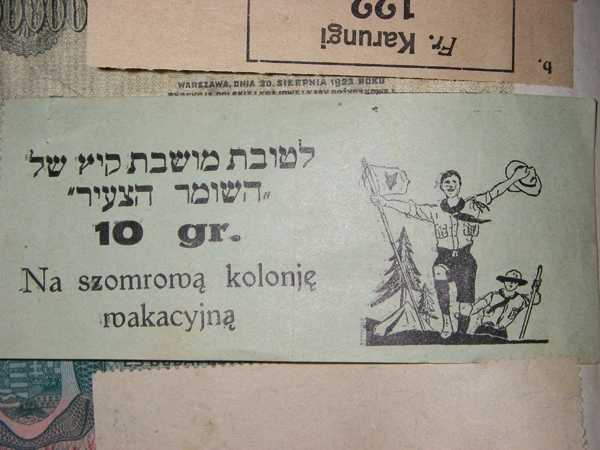 Fr. Karungi
122
b.
WARSZAWA, DNIA 30. SIERPNIA 1923 ROKU
לטובת מושבת קיץ של
"השומר הצעיר"
10 gr.
Na szomrową kolonję
wakacyjną